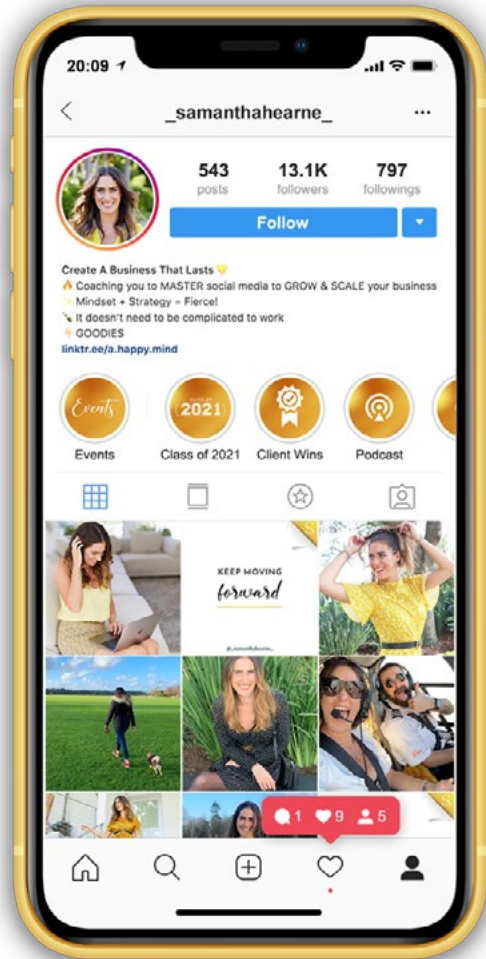 20:09
_samanthahearne_
543 13.1K 797
posts followers followings
Follow
Create A Business That Lasts 💛
🔥 Coaching you to MASTER social media to GROW & SCALE your business
✨ Mindset + Strategy = Fierce!
🍾 It doesn't need to be complicated to work
👇🏻 GOODIES
linktr.ee/a.happy.mind
Events
CLASS OF
2021
Events Class of 2021 Client Wins Podcast
KEEP MOVING
forward
@_samanthahearne_
1 9 5